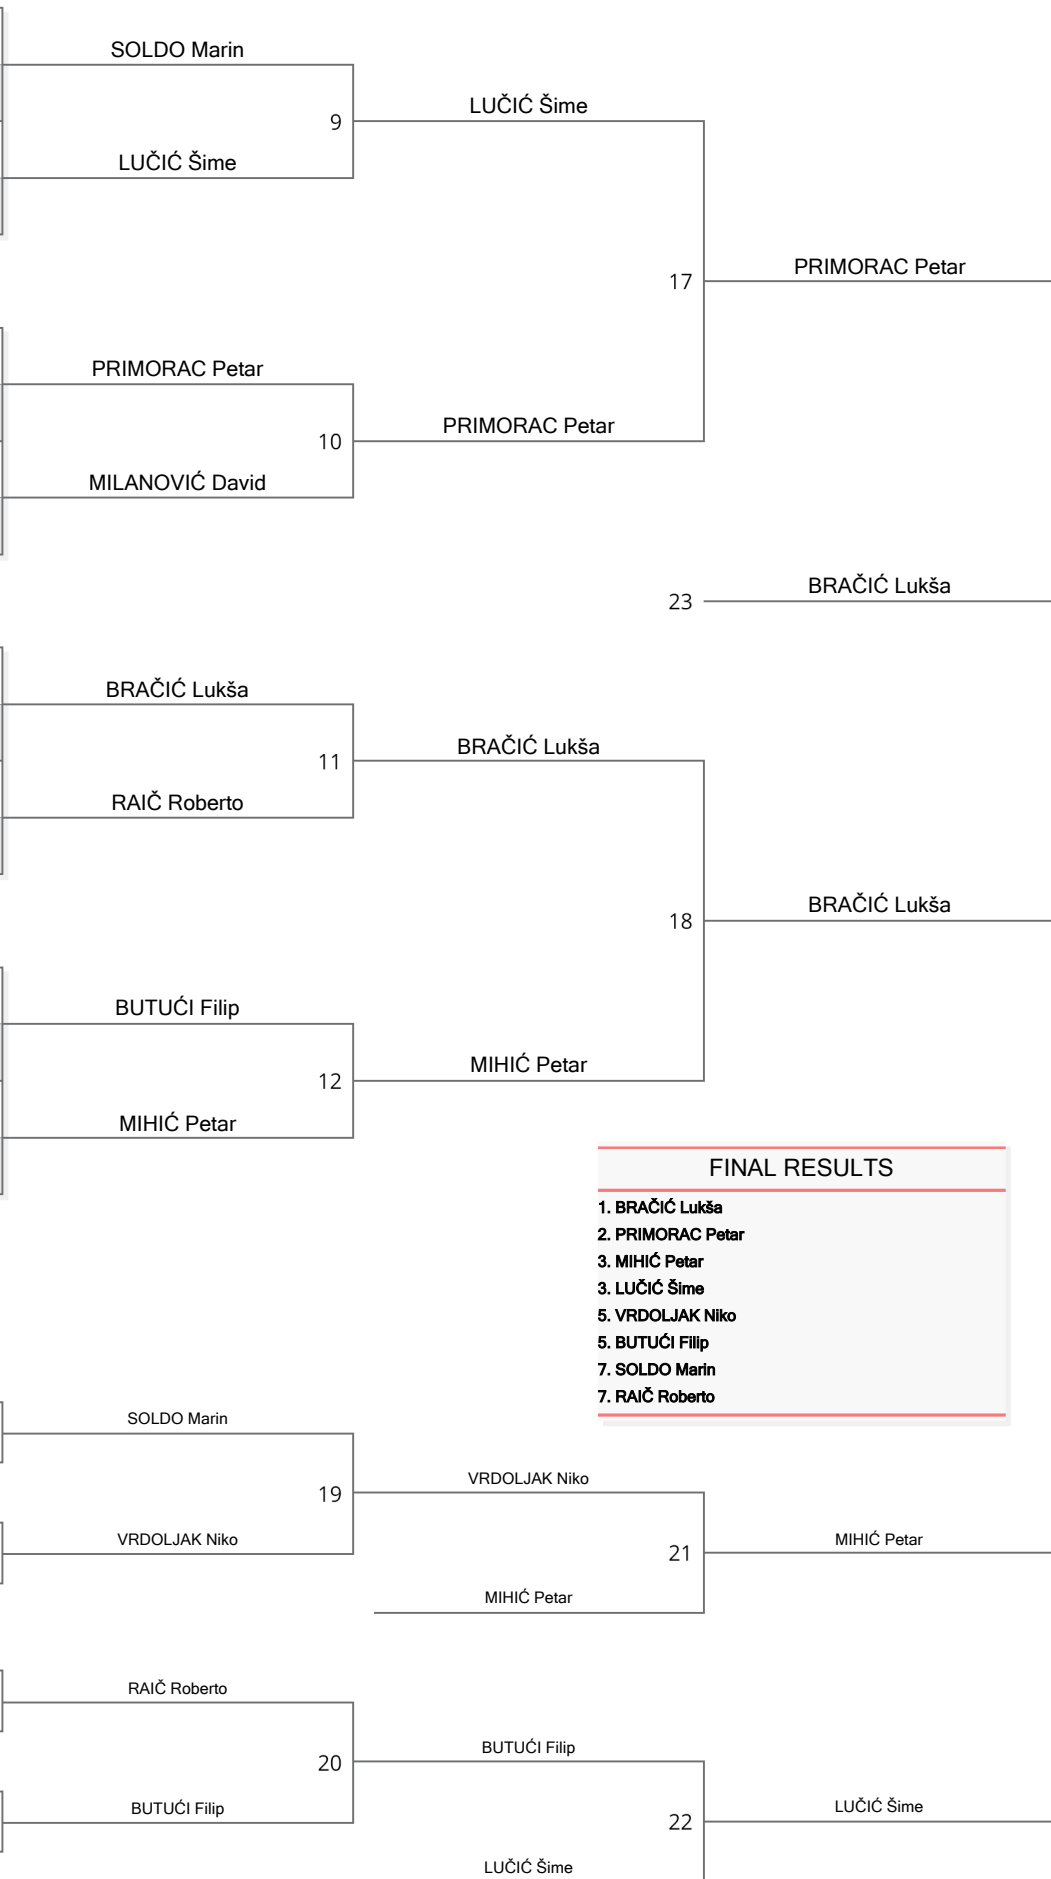 SOLDO Marin
9
LUČIĆ Šime
LUČIĆ Šime
17
PRIMORAC Petar
PRIMORAC Petar
10
PRIMORAC Petar
MILANOVIĆ David
23
BRAČIĆ Lukša
BRAČIĆ Lukša
11
BRAČIĆ Lukša
RAIČ Roberto
18
BRAČIĆ Lukša
BUTUĆI Filip
12
MIHIĆ Petar
MIHIĆ Petar
FINAL RESULTS
1. BRAČIĆ Lukša
2. PRIMORAC Petar
3. MIHIĆ Petar
3. LUČIĆ Šime
5. VRDOLJAK Niko
5. BUTUĆI Filip
7. SOLDO Marin
7. RAIČ Roberto
SOLDO Marin
19
VRDOLJAK Niko
VRDOLJAK Niko
21
MIHIĆ Petar
MIHIĆ Petar
RAIČ Roberto
20
BUTUĆI Filip
BUTUĆI Filip
22
LUČIĆ Šime
LUČIĆ Šime